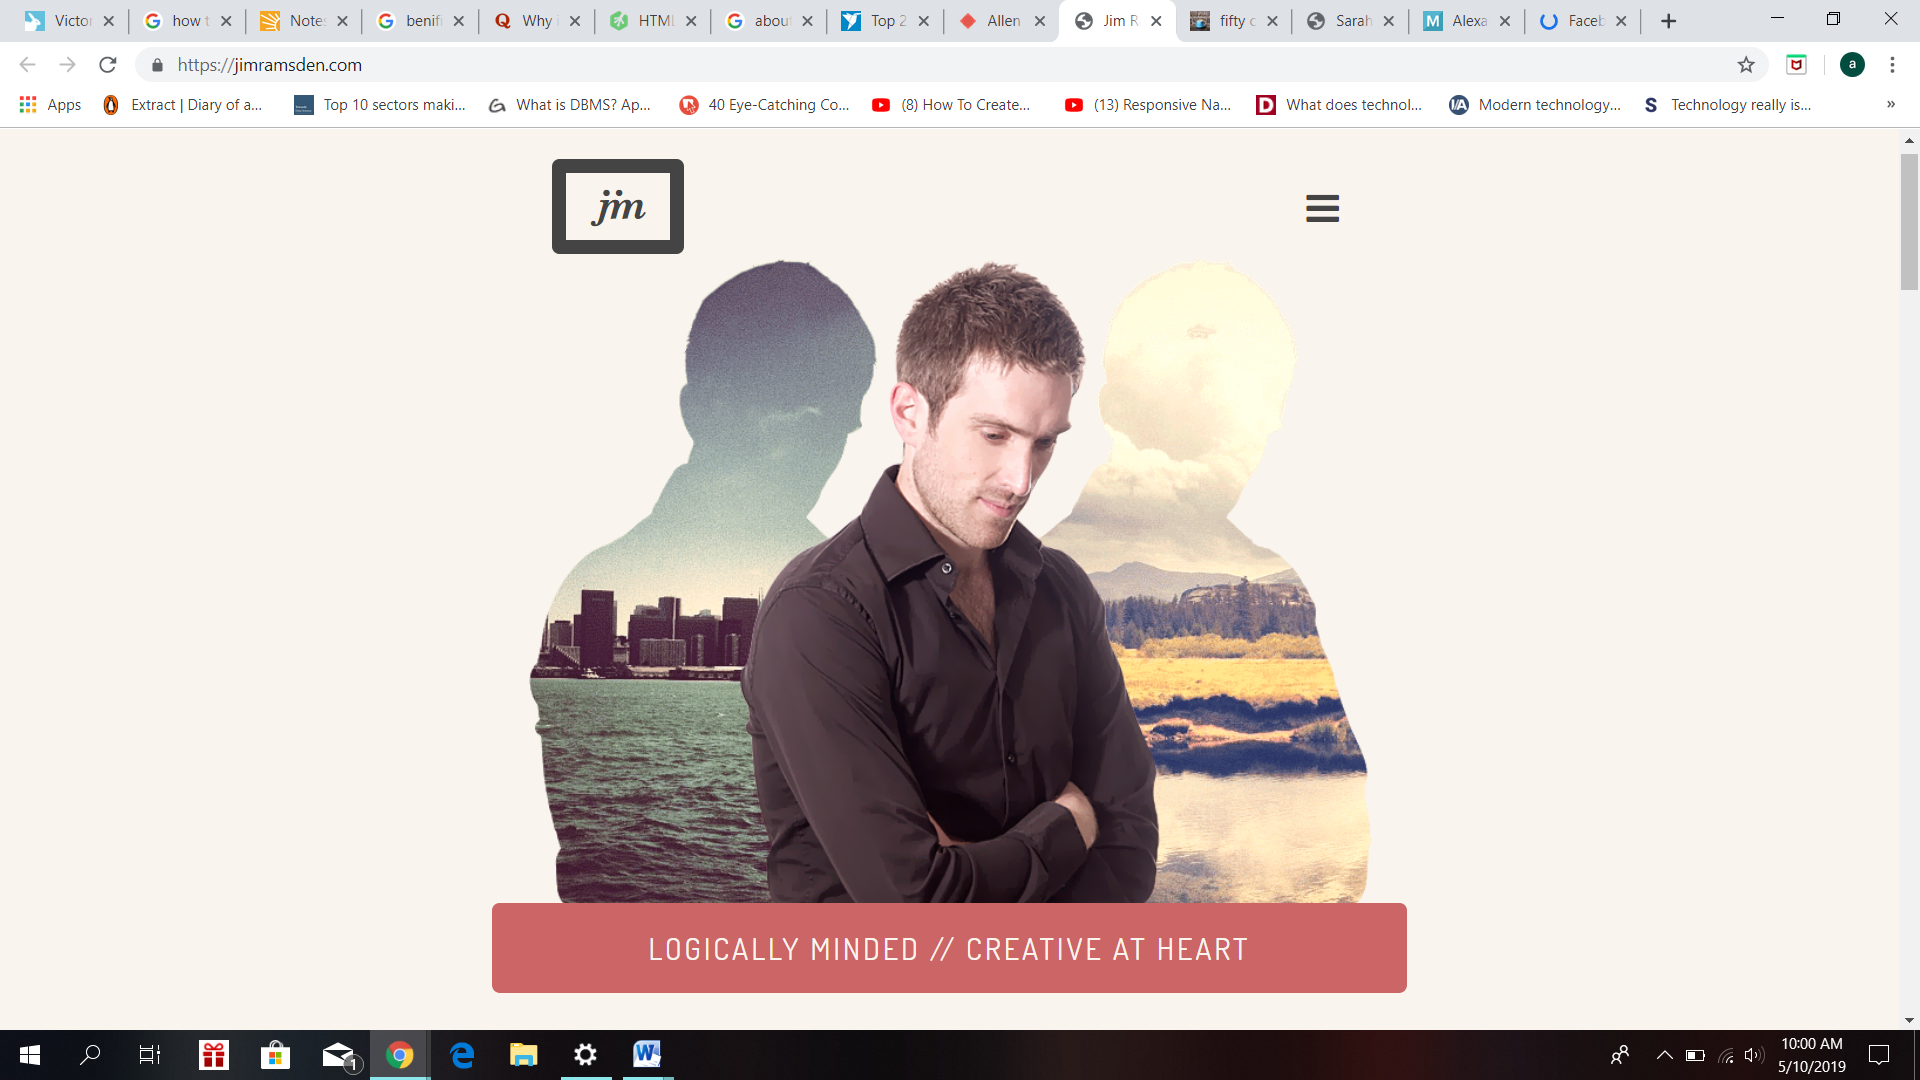 Victor
how t
Notes
benifi
Why i
HTML
about
Top 2
Allen
Jim R
fifty c
Sarah
Alexa
Faceb
https://jimramsden.com
a
Apps
Extract | Diary of a...
Top 10 sectors maki...
What is DBMS? Ap...
40 Eye-Catching Co...
(8) How To Create...
(13) Responsive Na...
D
What does technol...
I/A
Modern technology...
S
Technology really is...
»
jim
LOGICALLY MINDED // CREATIVE AT HEART
1
10:00 AM
5/10/2019